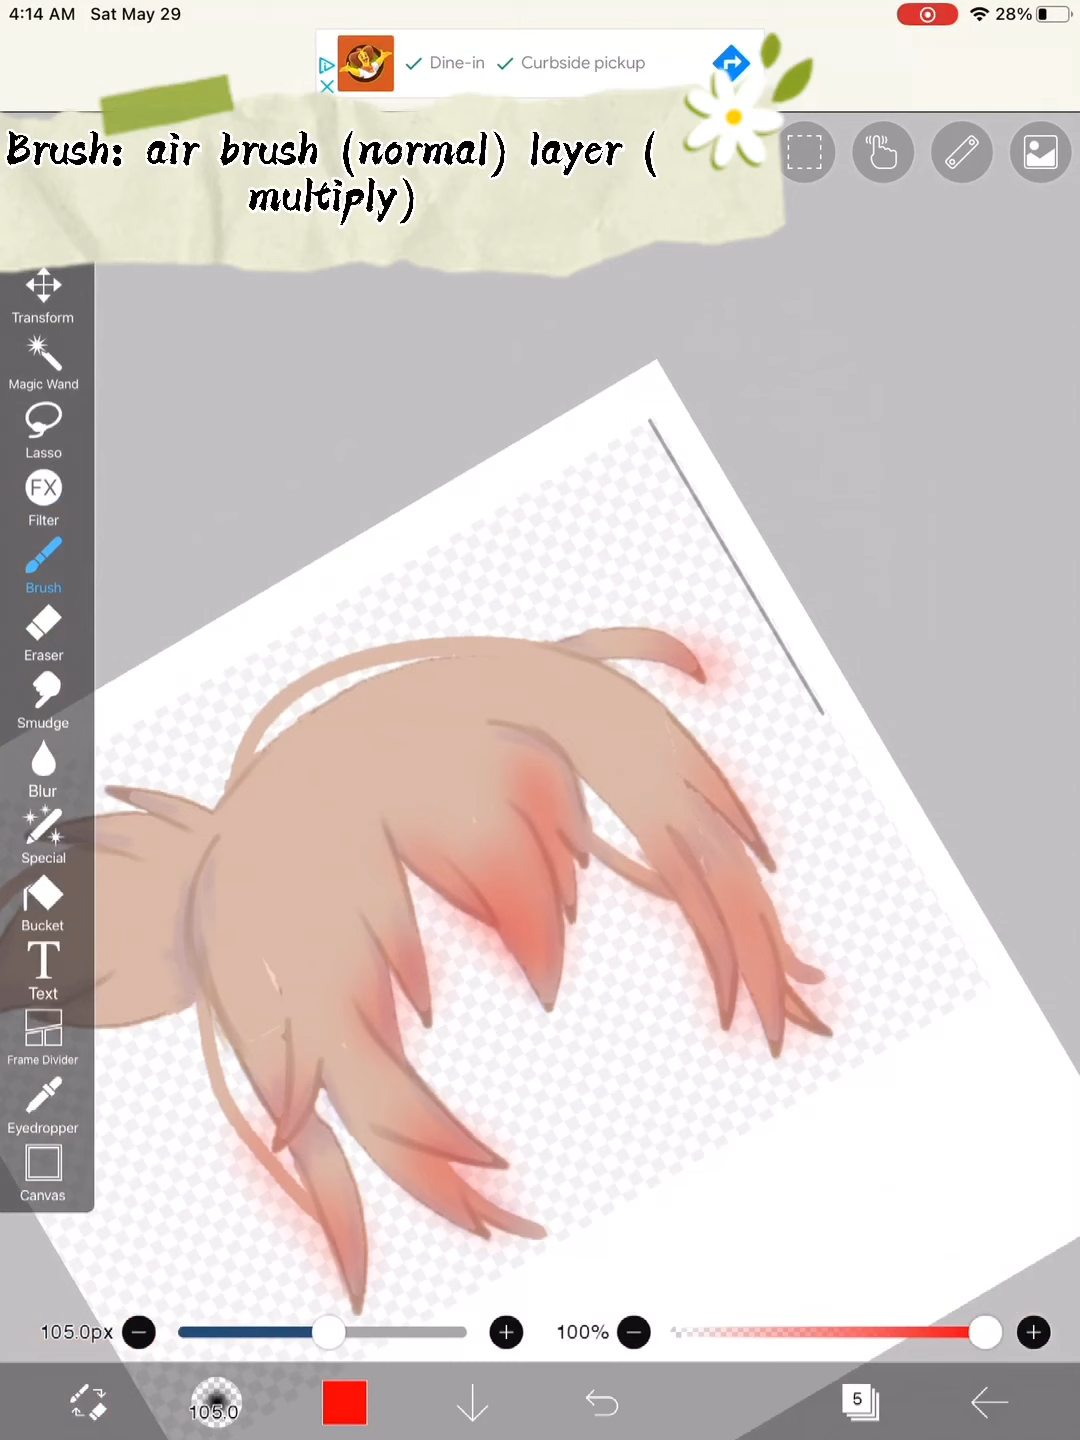 4:14 AM Sat May 29
28%
Dine-in Curbside pickup
Brush: air brush (normal) layer (
multiply)
Transform
Magic Wand
Lasso
FX
Filter
Brush
Eraser
Smudge
Blur
Special
Bucket
T
Text
Frame Divider
Eyedropper
Canvas
105.0px
100%
105.0
5